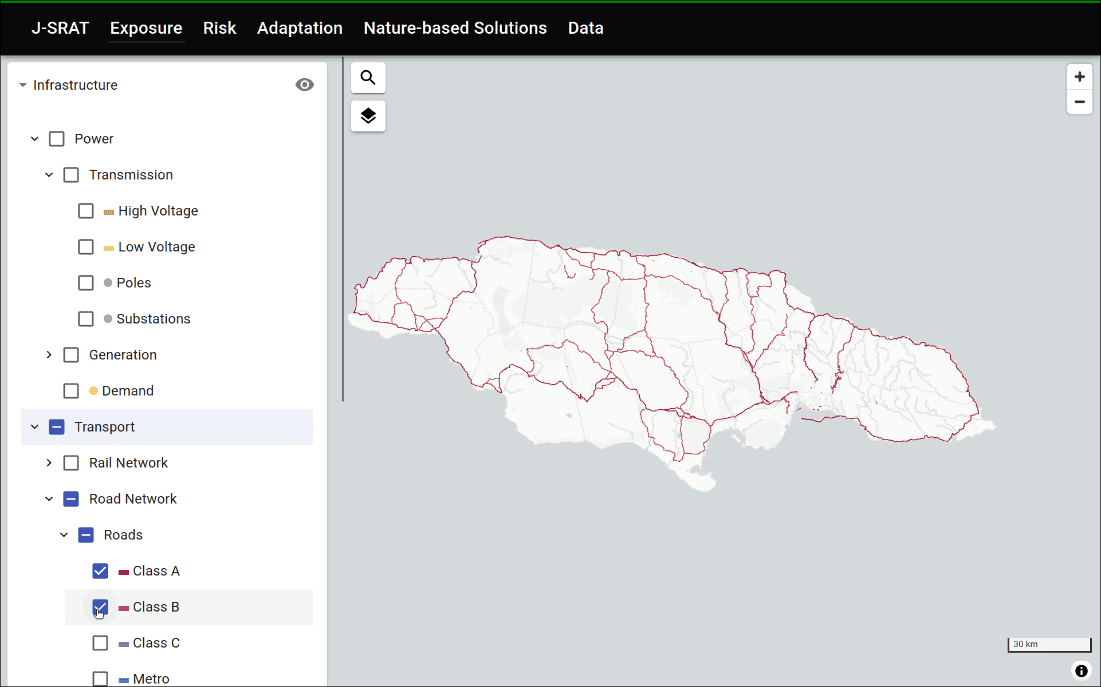 J-SRAT Exposure Risk Adaptation Nature-based Solutions Data
Infrastructure
Power
Transmission
High Voltage
Low Voltage
Poles
Substations
Generation
Demand
Transport
Rail Network
Road Network
Roads
Class A
Class B
Class C
Metro
30 km